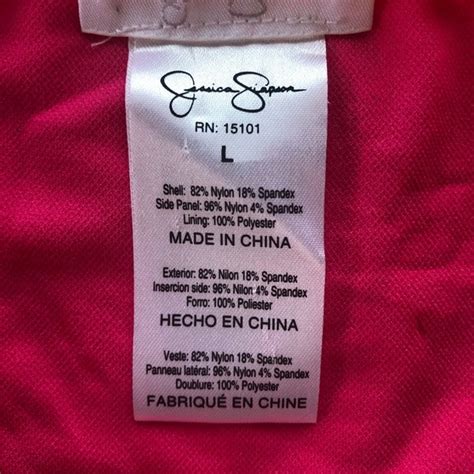 Jessica Simpson
RN: 15101
L
Shell: 82% Nylon 18% Spandex
Side Panel: 96% Nylon 4% Spandex
Lining: 100% Polyester
MADE IN CHINA
Exterior: 82% Nilon 18% Spandex
Insercion side: 96% Nilon 4% Spandex
Forro: 100% Poliester
HECHO EN CHINA
Veste: 82% Nylon 18% Spandex
Panneau latéral: 96% Nylon 4% Spandex
Doublure: 100% Polyester
FABRIQUÉ EN CHINE